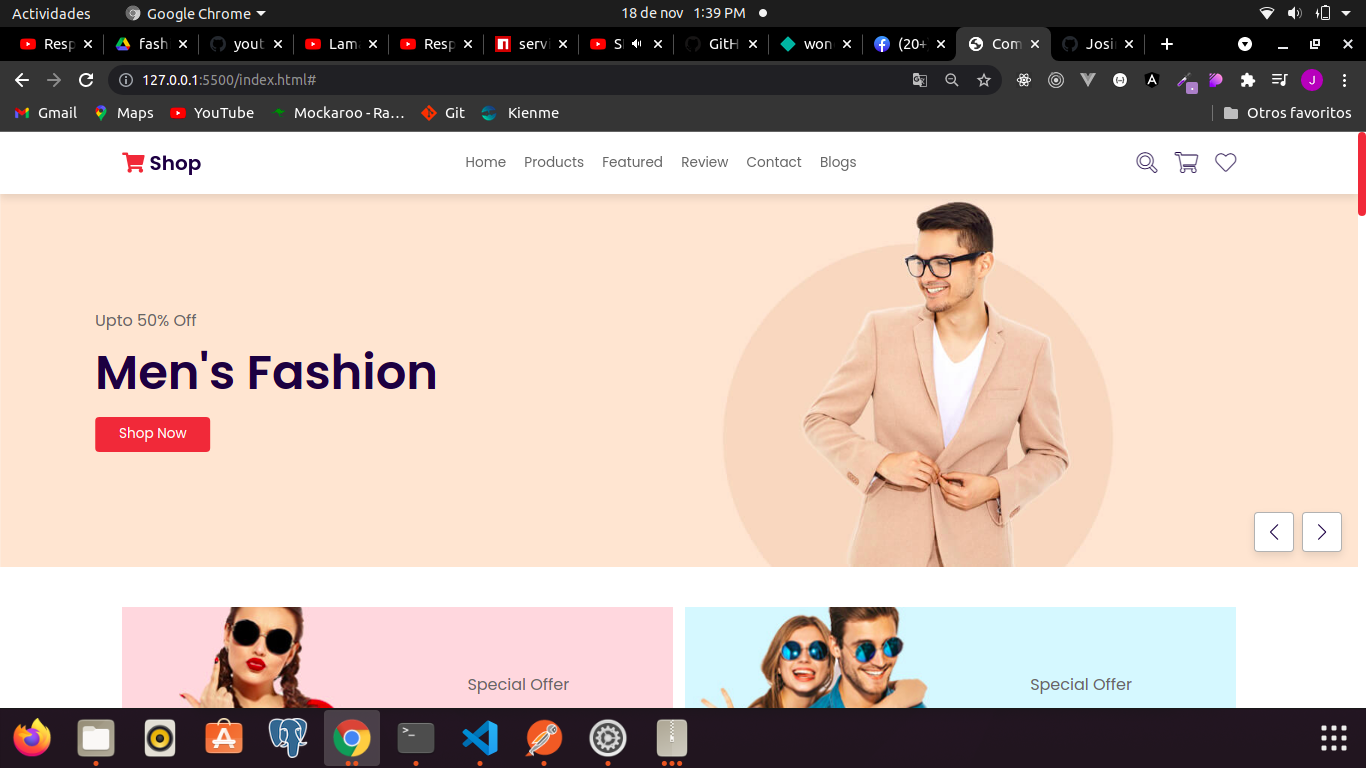 Actividades Google Chrome 18 de nov 1:39 PM
Resp fash yout Lam Resp serv S GitH won (20+ Com Josi
127.0.0.1:5500/index.html#
Gmail Maps YouTube Mockaroo - Ra… Git Kienme Otros favoritos
Shop Home Products Featured Review Contact Blogs
Upto 50% Off
Men's Fashion
Shop Now
Special Offer Special Offer